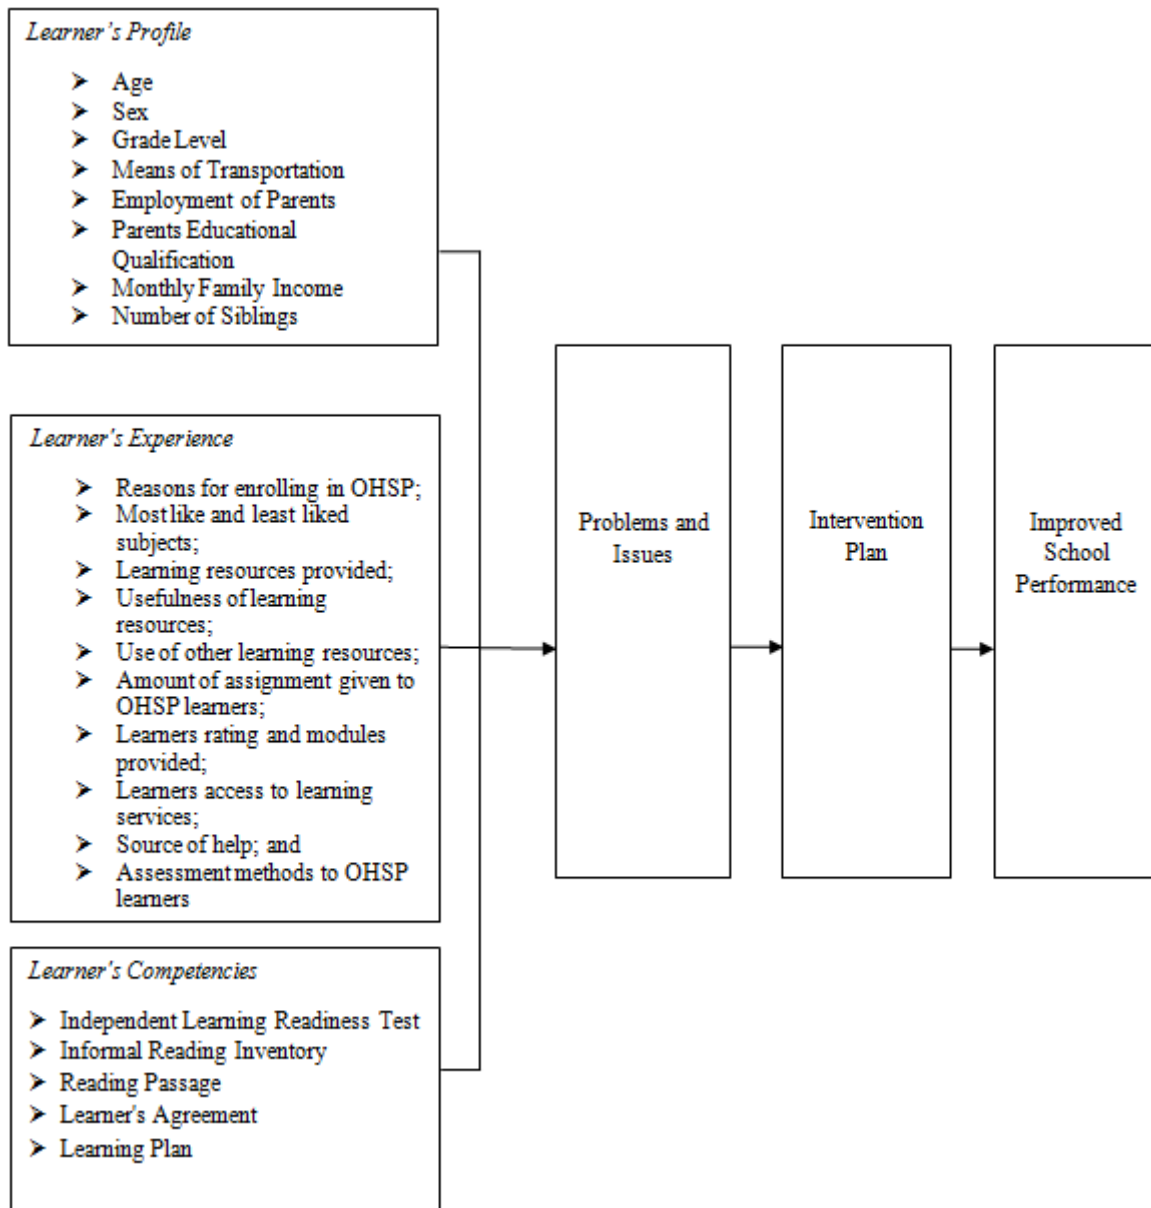 Learner’s Profile
➤ Age
➤ Sex
➤ Grade Level
➤ Means of Transportation
➤ Employment of Parents
➤ Parents Educational
Qualification
➤ Monthly Family Income
➤ Number of Siblings
Learner's Experience
➤ Reasons for enrolling in OHSP;
➤ Most like and least liked
subjects;
➤ Learning resources provided;
➤ Usefulness of learning
resources;
➤ Use of other learning resources;
➤ Amount of assignment given to
OHSP learners;
➤ Learners rating and modules
provided;
➤ Learners access to learning
services;
➤ Source of help; and
➤ Assessment methods to OHSP
learners
Learner's Competencies
➤ Independent Learning Readiness Test
➤ Informal Reading Inventory
➤ Reading Passage
➤ Learner's Agreement
➤ Learning Plan
Problems and
Issues
Intervention
Plan
Improved
School
Performance